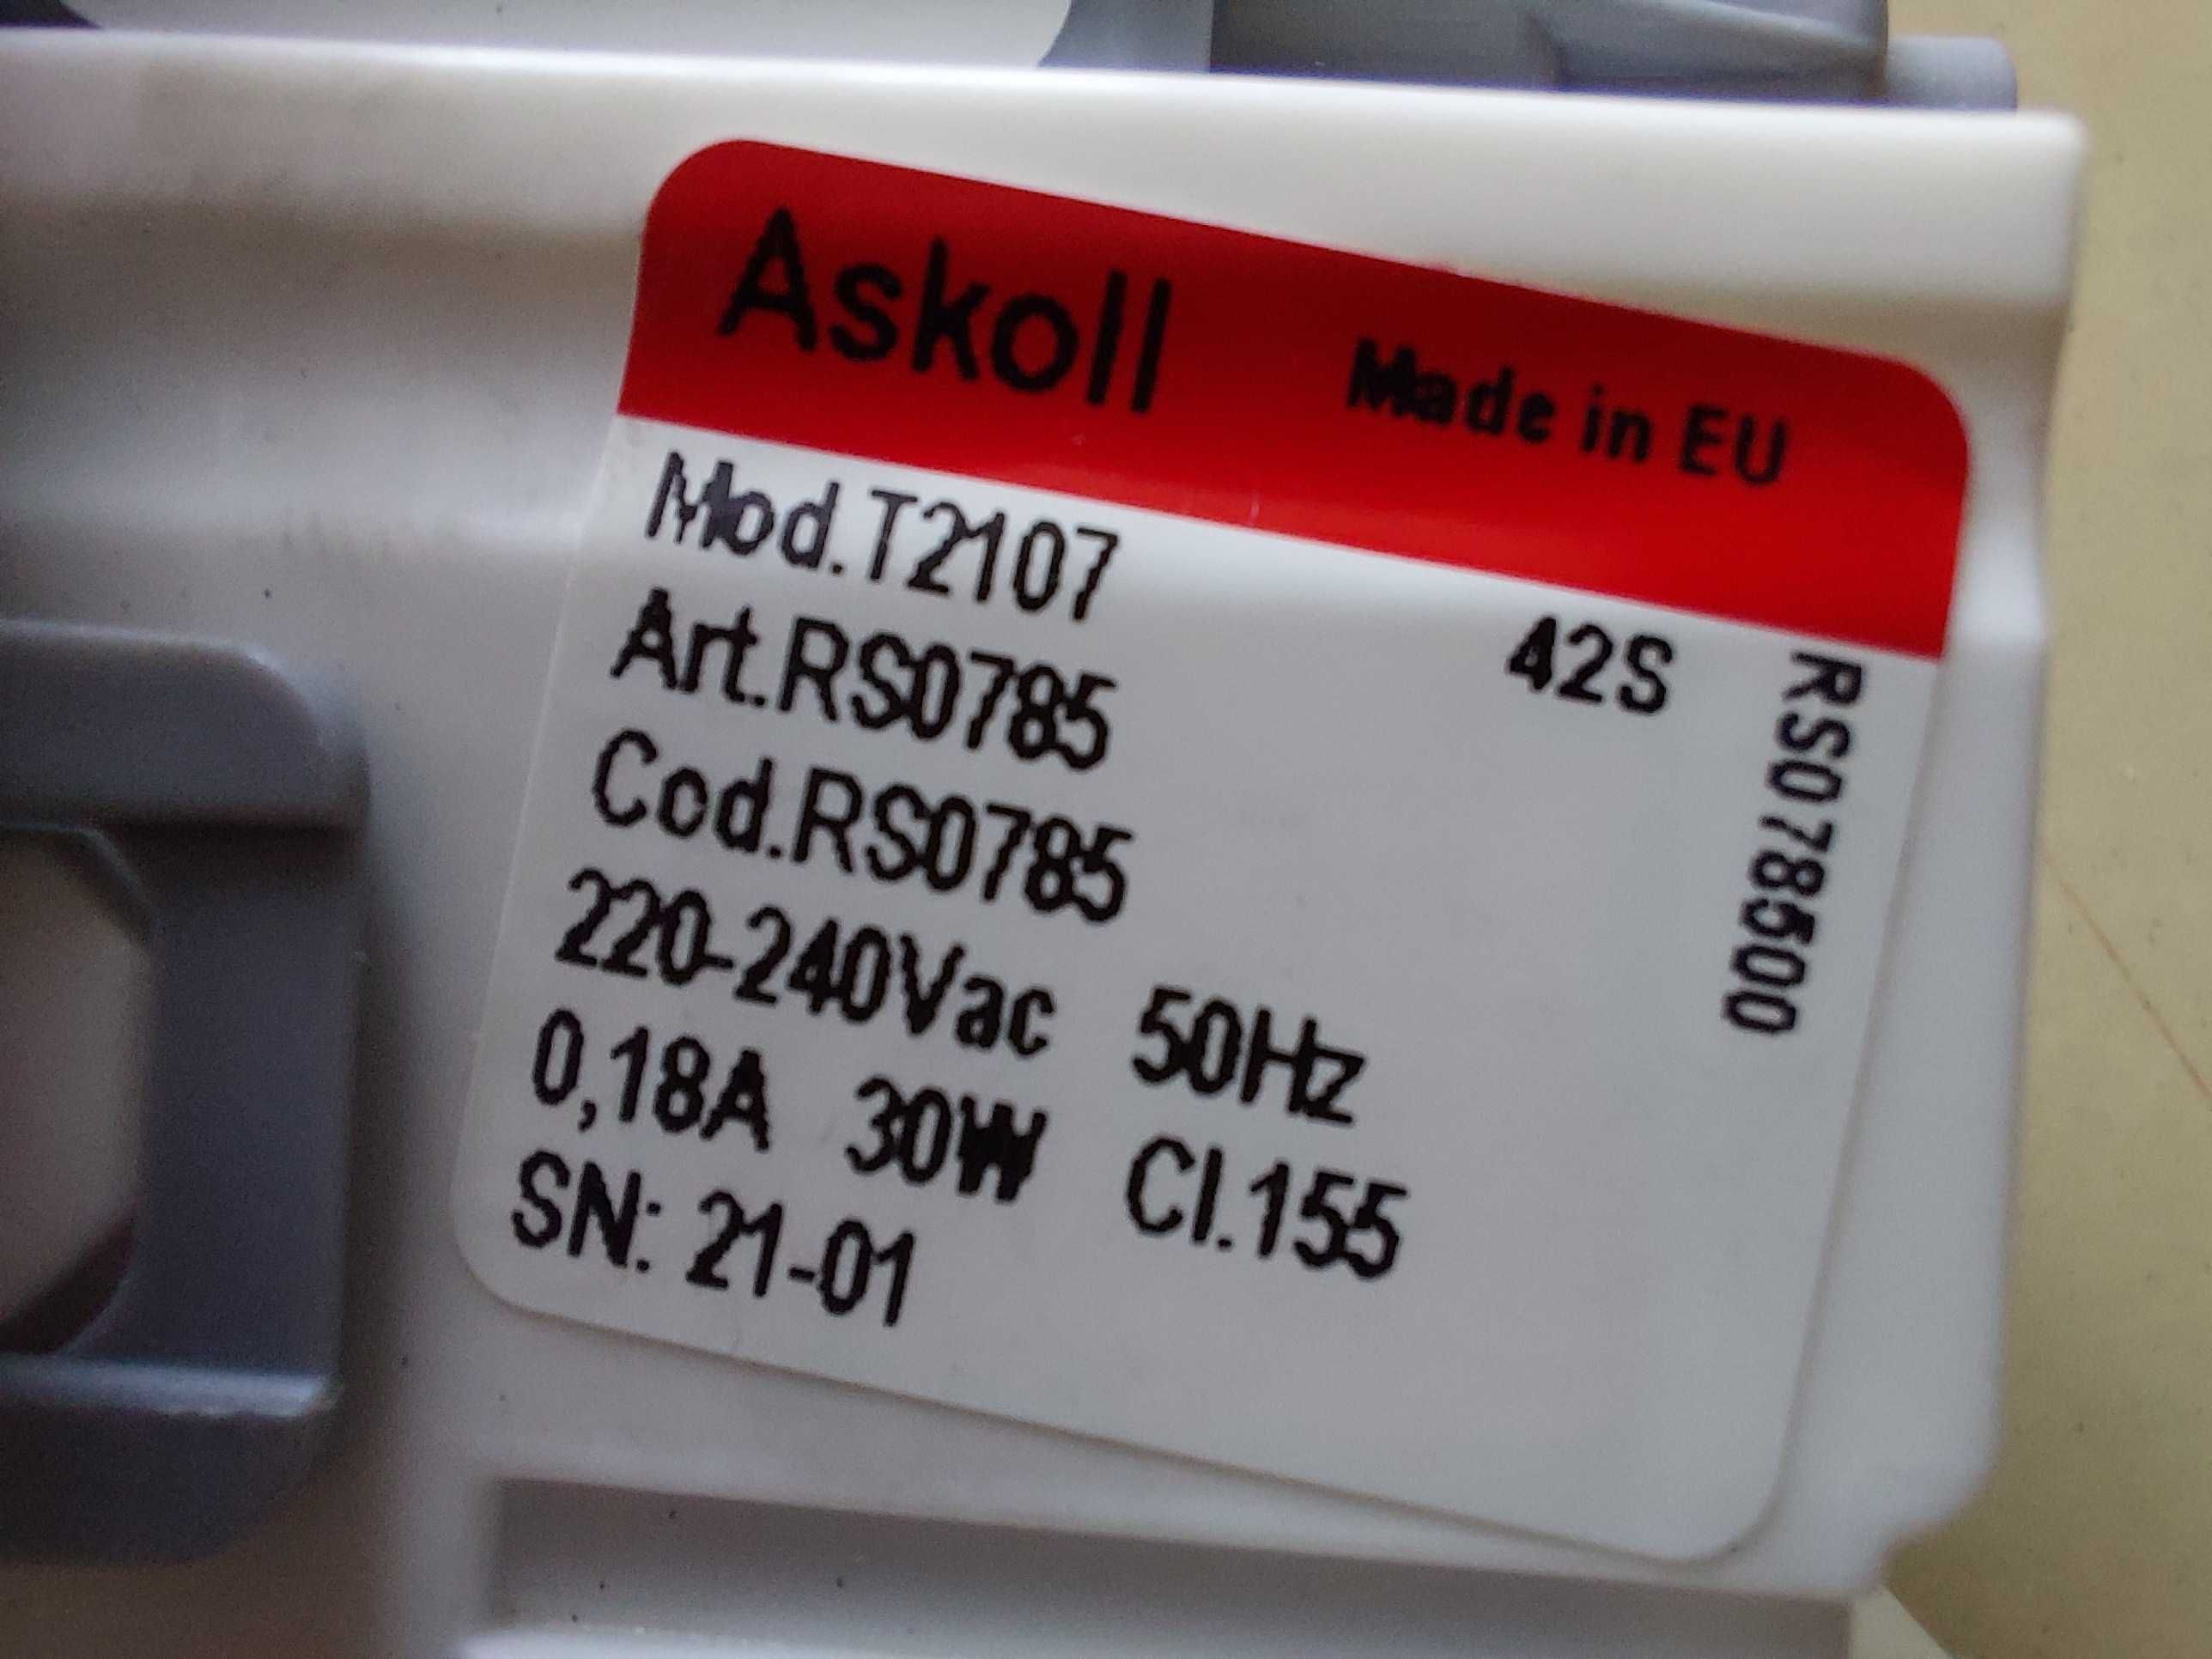 Askoll Made in EU
Mod.T2107
Art.RS0785 42S
Cod.RS0785
220-240Vac 50Hz
0,18A 30W Cl.155
SN: 21-01
RS078500